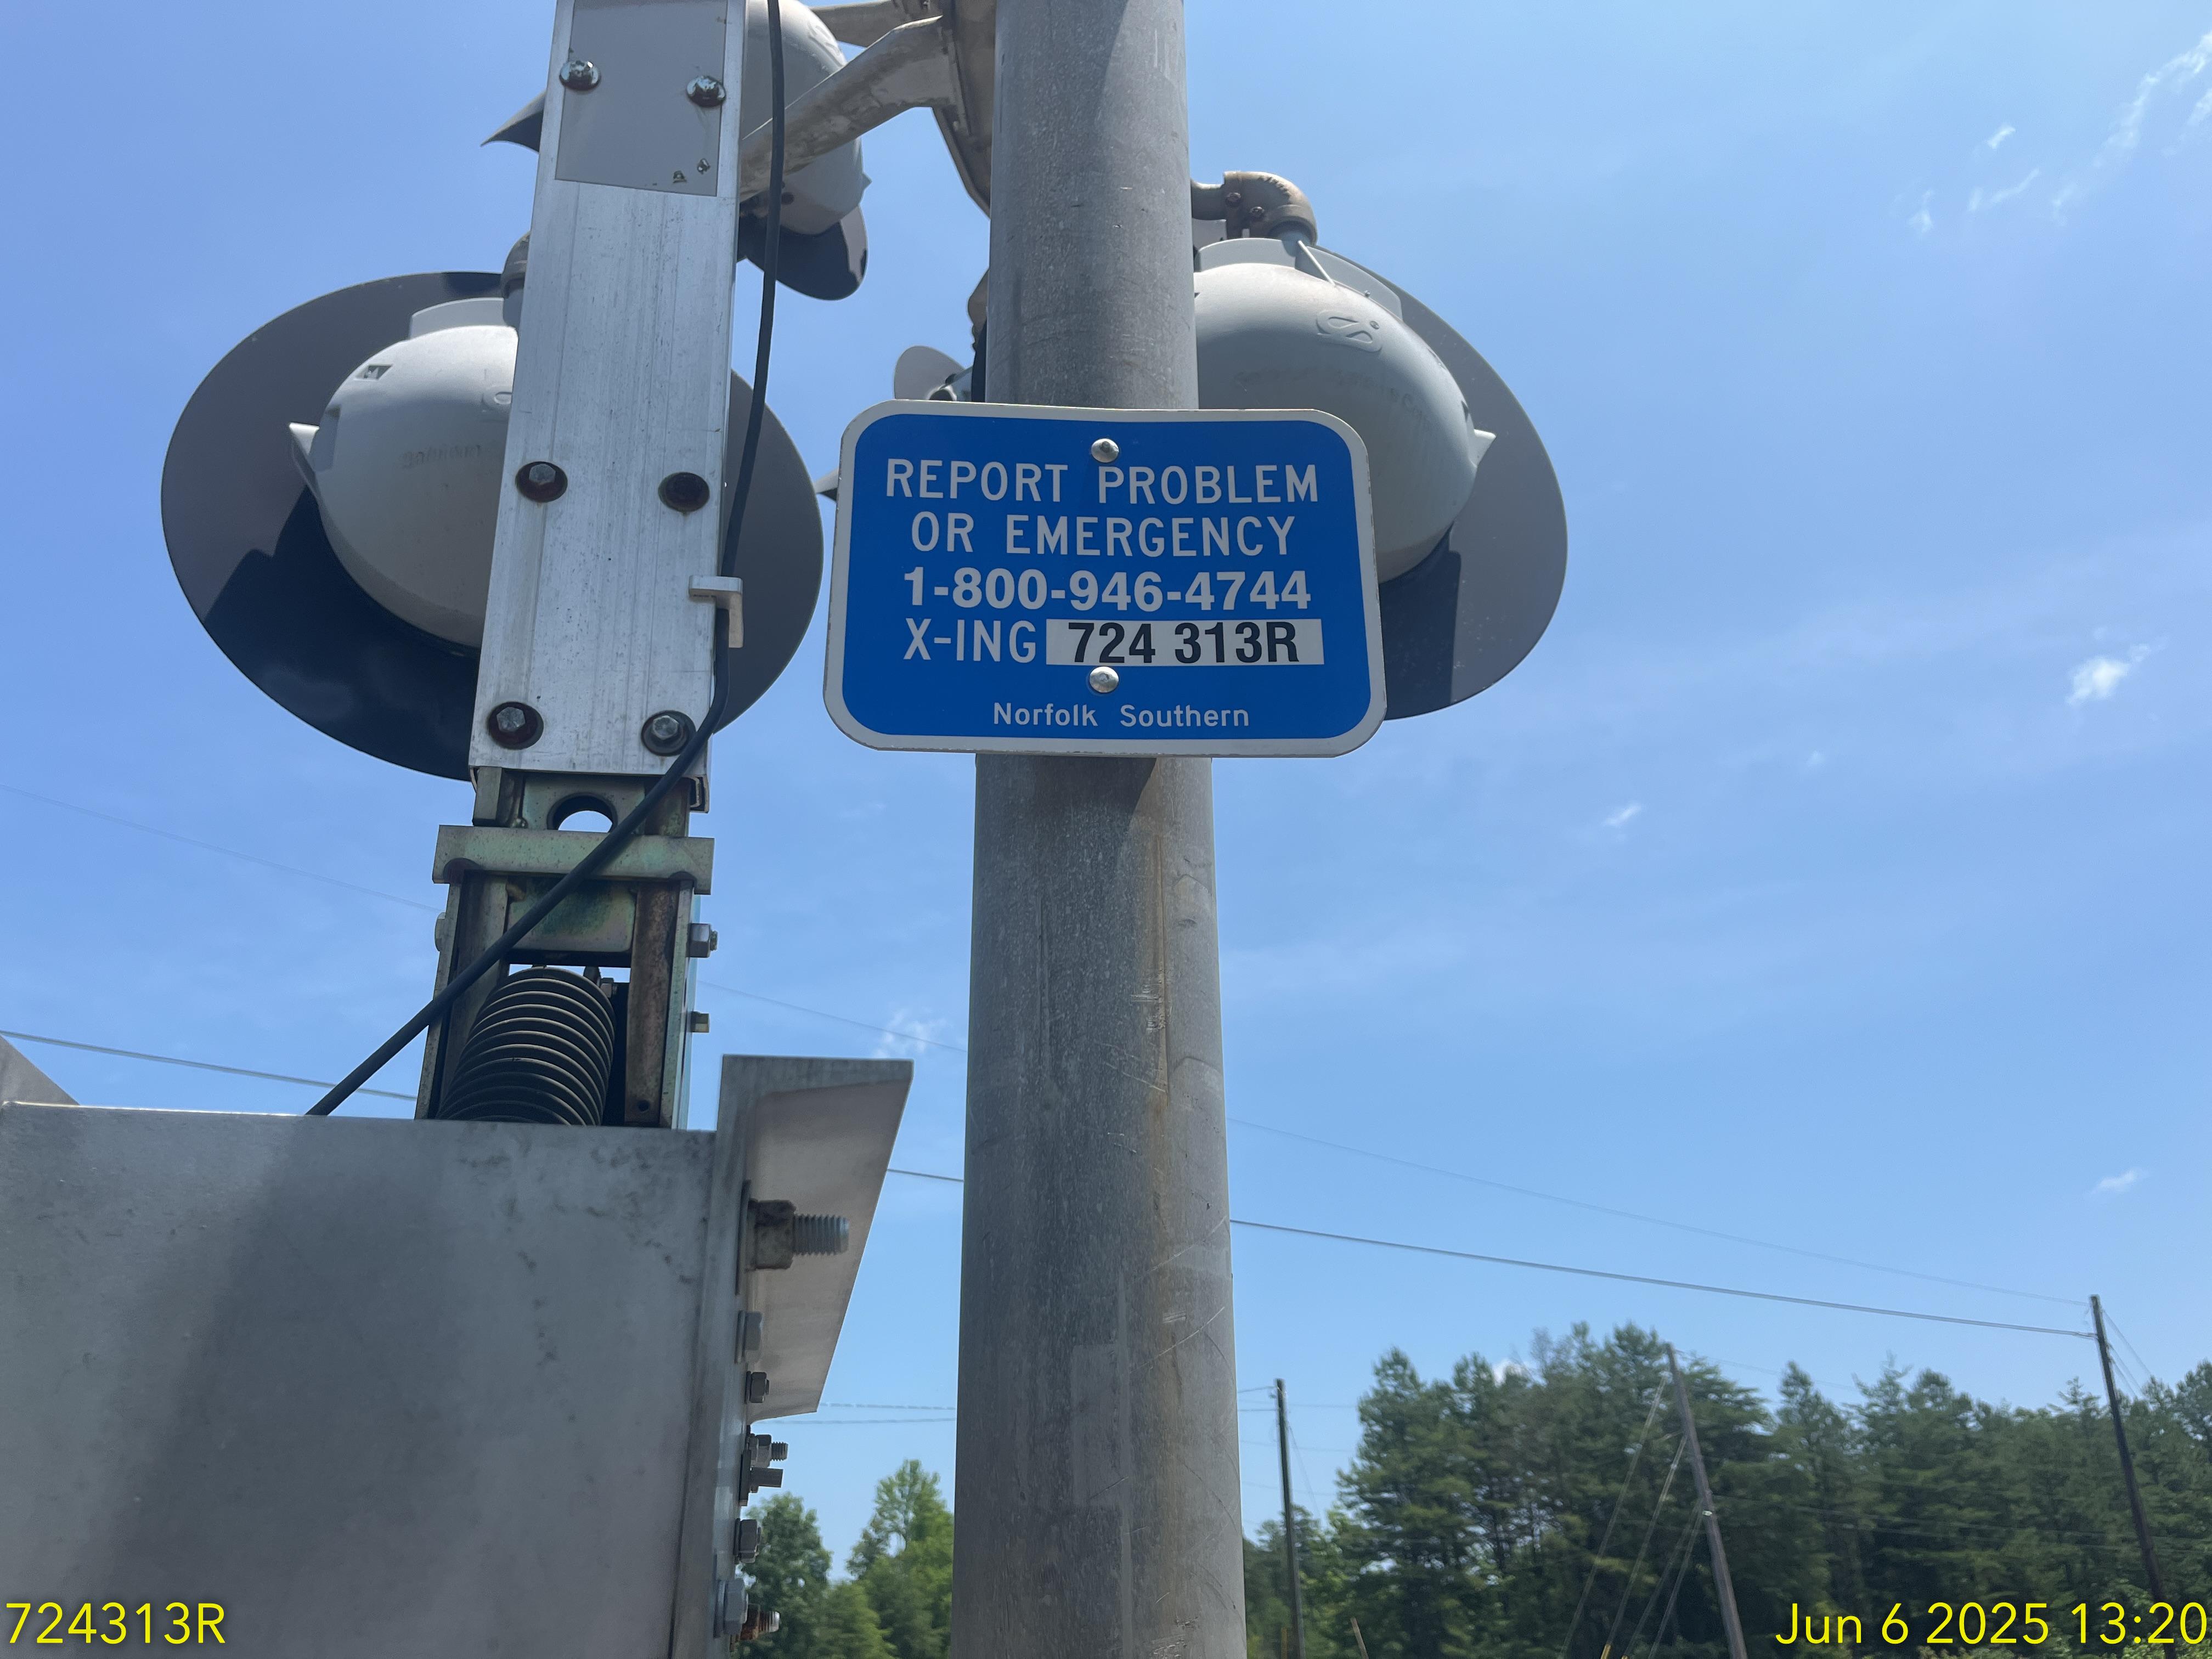 REPORT PROBLEM
OR EMERGENCY
1-800-946-4744
X-ING 724 313R
Norfolk Southern
724313R
Jun 6 2025 13:20